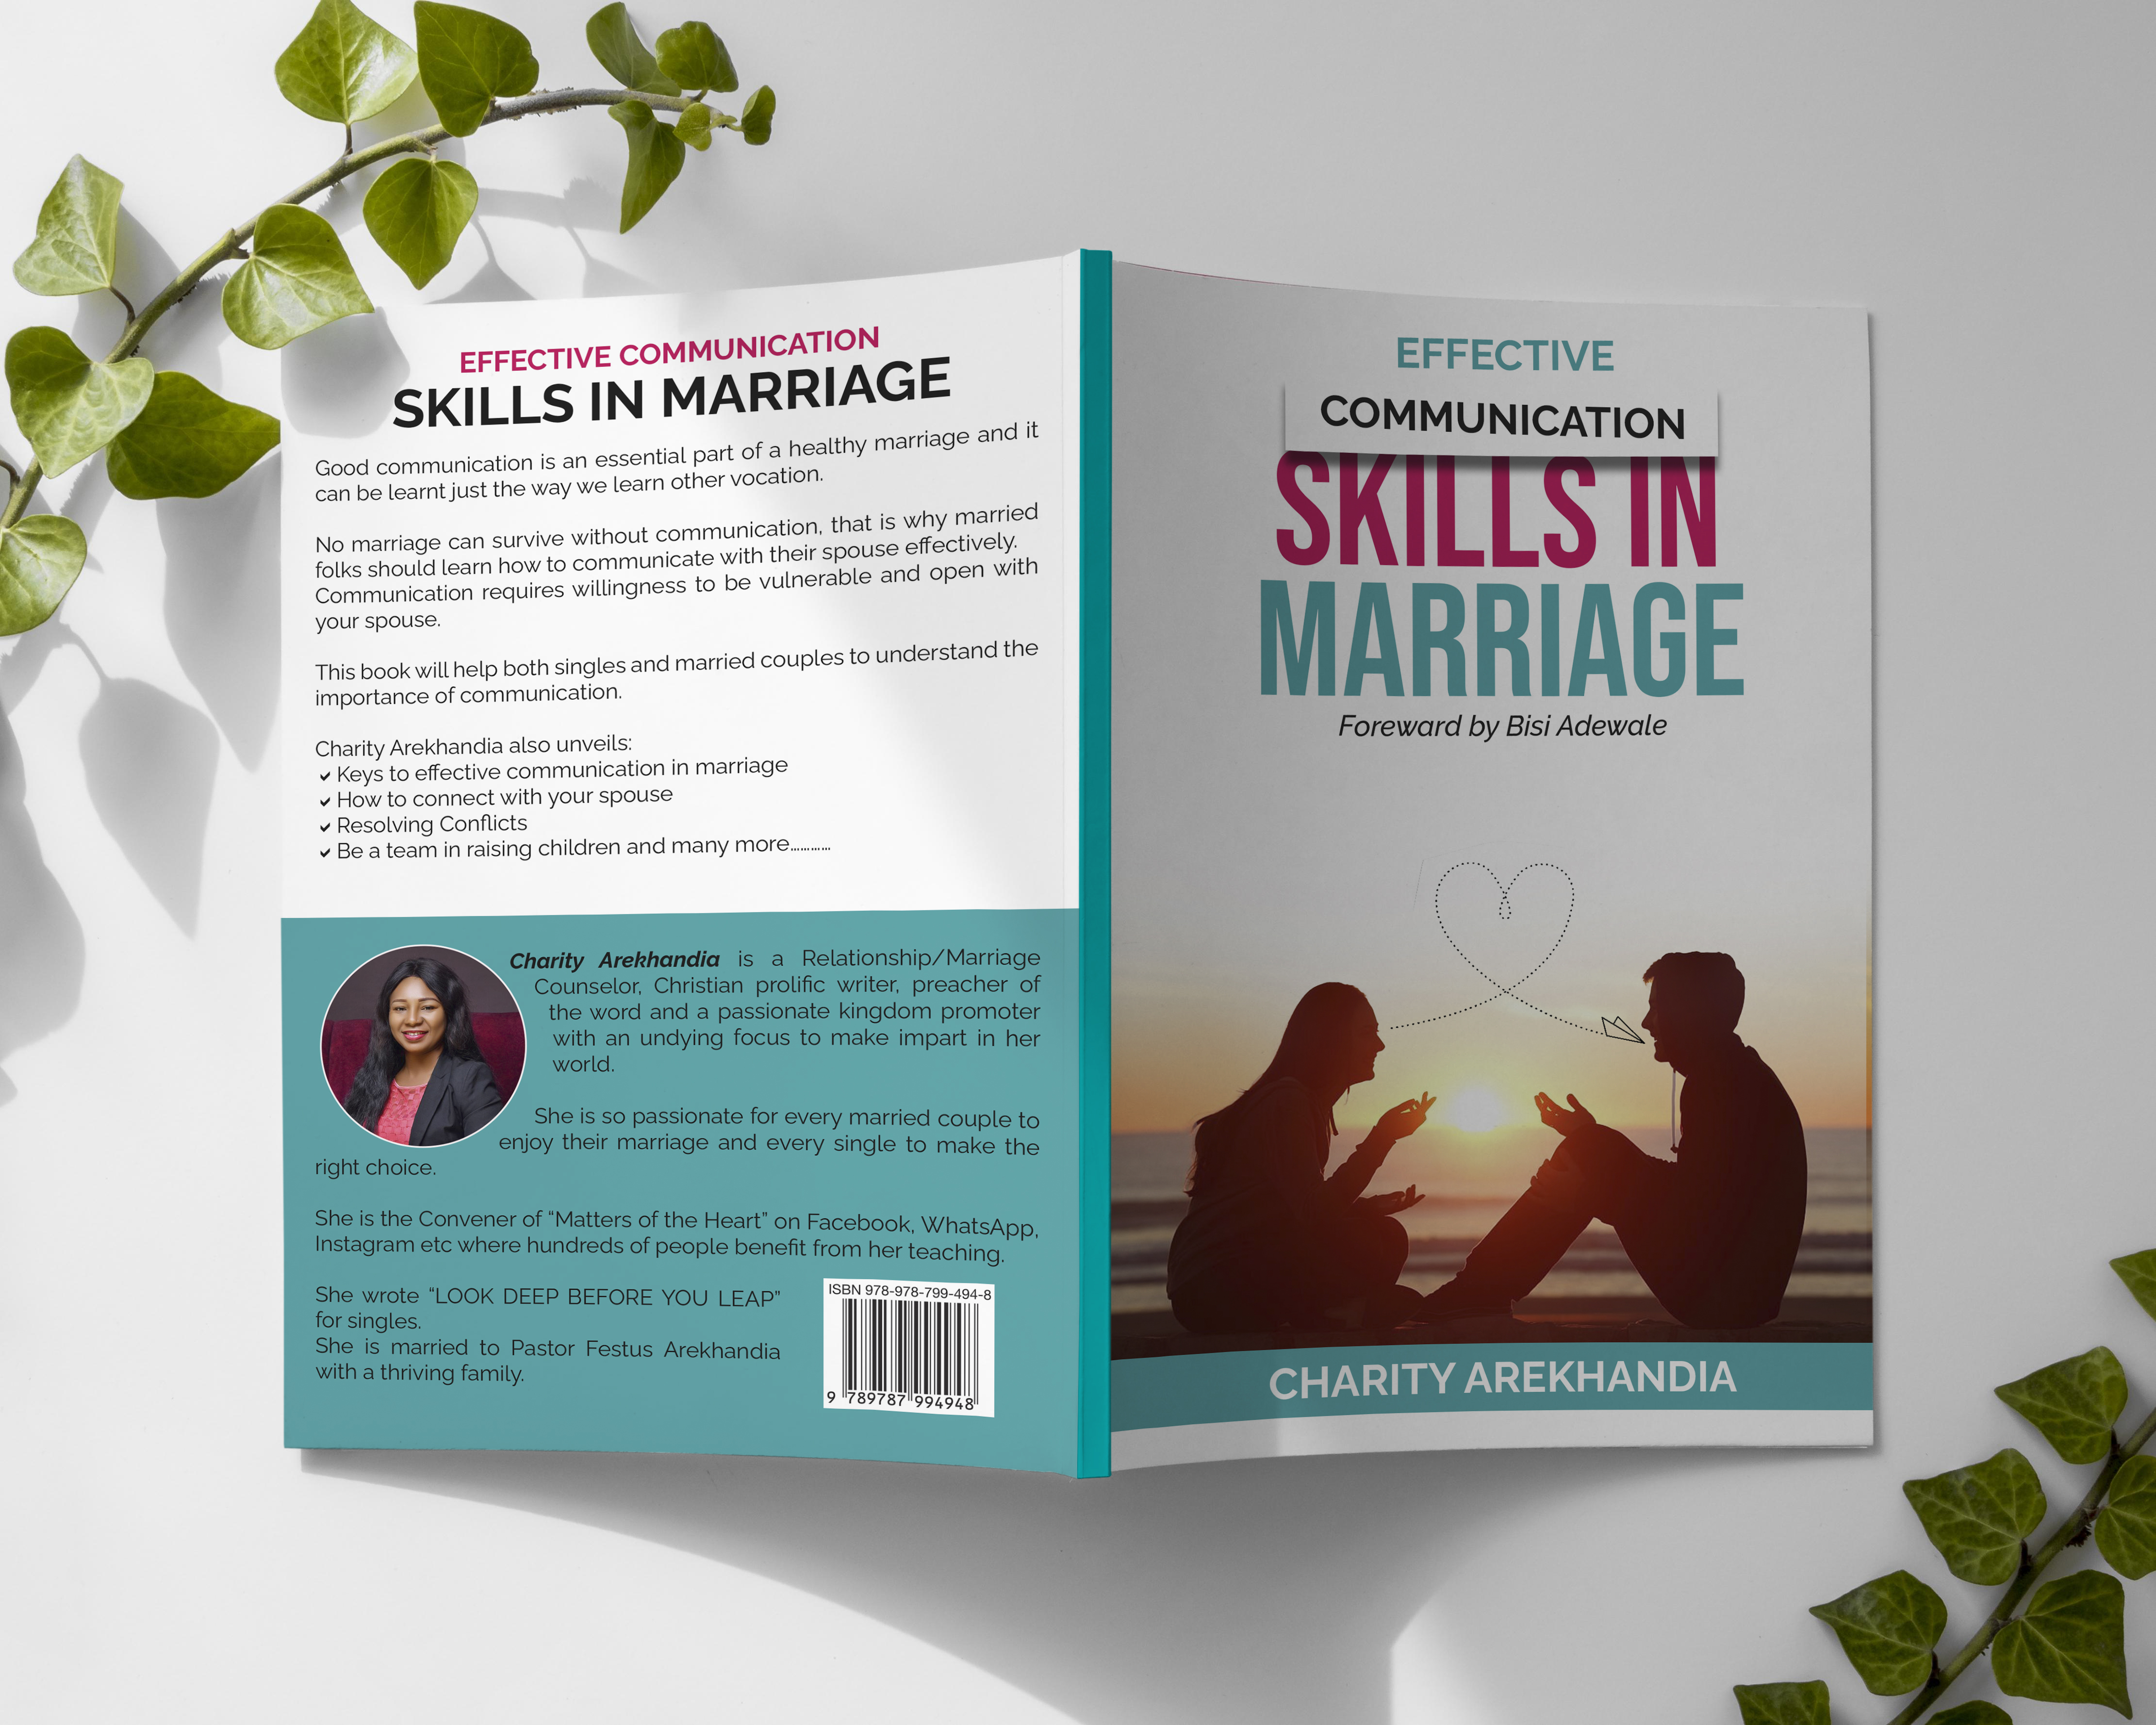 EFFECTIVE COMMUNICATION
SKILLS IN MARRIAGE
Good communication is an essential part of a healthy marriage and it
can be learnt just the way we learn other vocation.
No marriage can survive without communication, that is why married
folks should learn how to communicate with their spouse effectively.
Communication requires willingness to be vulnerable and open with
your spouse.
This book will help both singles and married couples to understand the
importance of communication.
Charity Arekhandia also unveils:
✓ Keys to effective communication in marriage
✓ How to connect with your spouse
✓ Resolving Conflicts
✓ Be a team in raising children and many more...........
Charity Arekhandia is a Relationship/Marriage
Counselor, Christian prolific writer, preacher of
the word and a passionate kingdom promoter
with an undying focus to make impart in her
world.
She is so passionate for every married couple to
enjoy their marriage and every single to make the
right choice.
She is the Convener of “Matters of the Heart” on Facebook, WhatsApp,
Instagram etc where hundreds of people benefit from her teaching.
She wrote “LOOK DEEP BEFORE YOU LEAP”
for singles.
She is married to Pastor Festus Arekhandia
with a thriving family.
ISBN 978-978-799-494-8
9 789787 994948
EFFECTIVE
COMMUNICATION
SKILLS IN
MARRIAGE
Foreward by Bisi Adewale
CHARITY AREKHANDIA